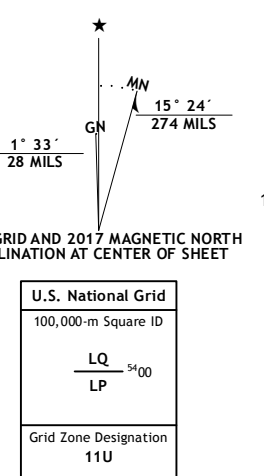 ★
MN
GN
15° 24´
274 MILS
1° 33´
28 MILS
GRID AND 2017 MAGNETIC NORTH
LINATION AT CENTER OF SHEET
U.S. National Grid
100,000-m Square ID
LQ
5400
LP
Grid Zone Designation
11U